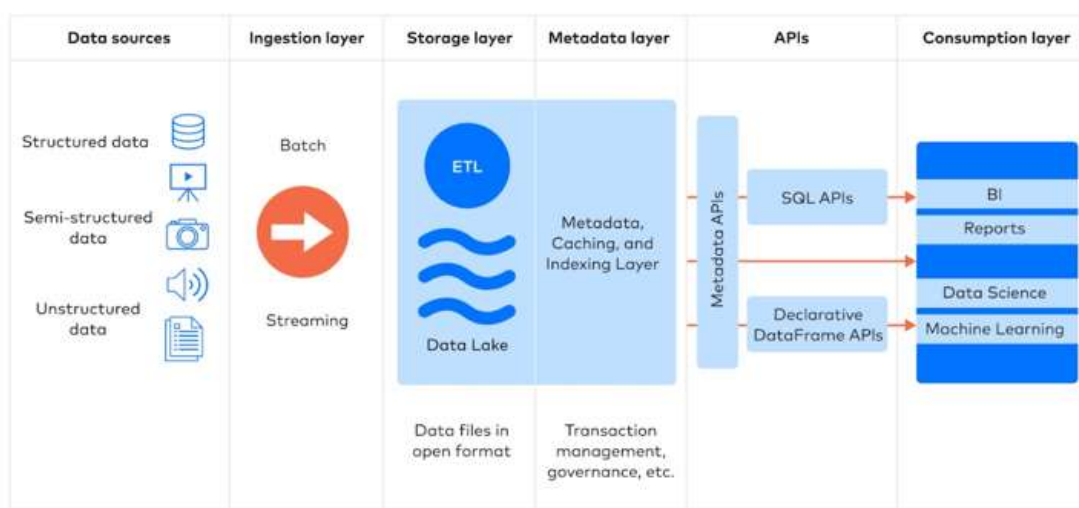 Data sources
Ingestion layer
Storage layer
Metadata layer
APIs
Consumption layer
Structured data
Semi-structured
data
Unstructured
data
Batch
Streaming
ETL
Data Lake
Data files in
open format
Metadata,
Caching, and
Indexing Layer
Transaction
management,
governance, etc.
Metadata APIs
SQL APIs
Declarative
DataFrame APIs
BI
Reports
Data Science
Machine Learning